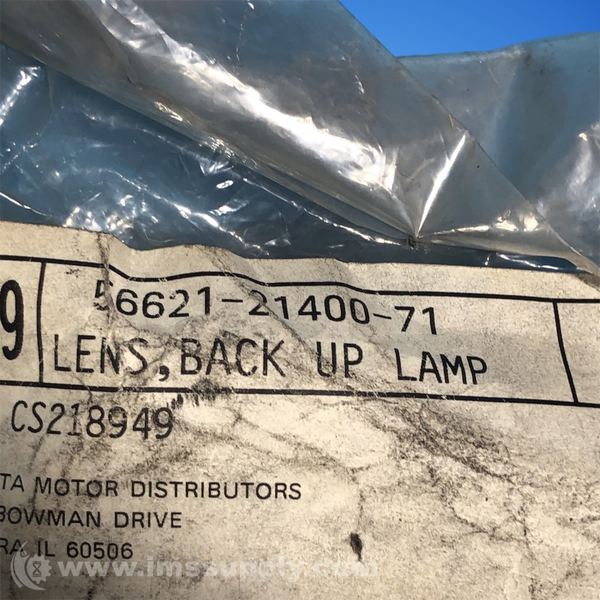 9
56621-21400-71
LENS, BACK UP LAMP
CS218949
TA MOTOR DISTRIBUTORS
BOWMAN DRIVE
RA IL 60506
www.imssupply.com